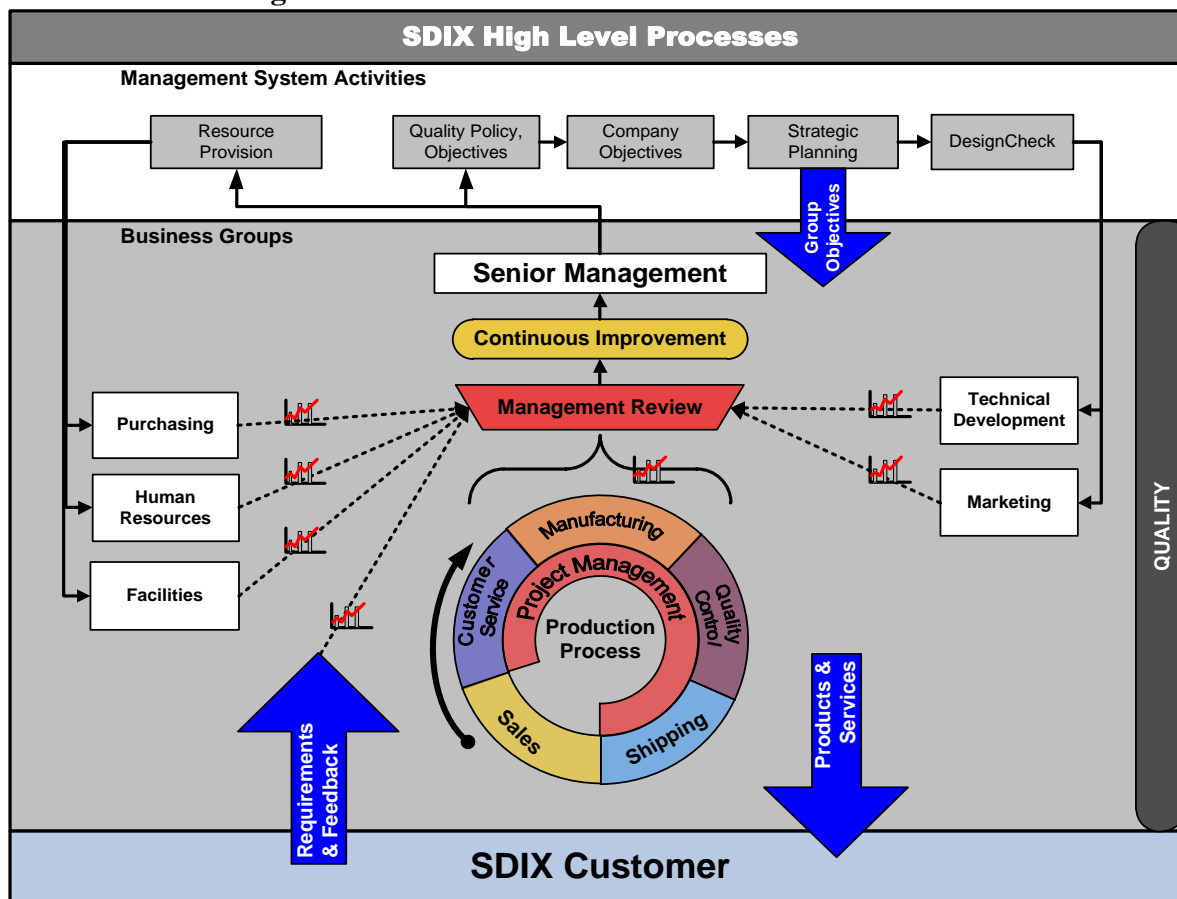 SDIX High Level Processes
Management System Activities
Resource
Provision
Quality Policy,
Objectives
Company
Objectives
Strategic
Planning
DesignCheck
Group
Objectives
Business Groups
Senior Management
Continuous Improvement
Management Review
Purchasing
Human
Resources
Facilities
Technical
Development
Marketing
QUALITY
Manufacturing
Customer
Service
Project Management
Quality
Control
Production
Process
Sales
Shipping
Requirements
& Feedback
Products &
Services
SDIX Customer